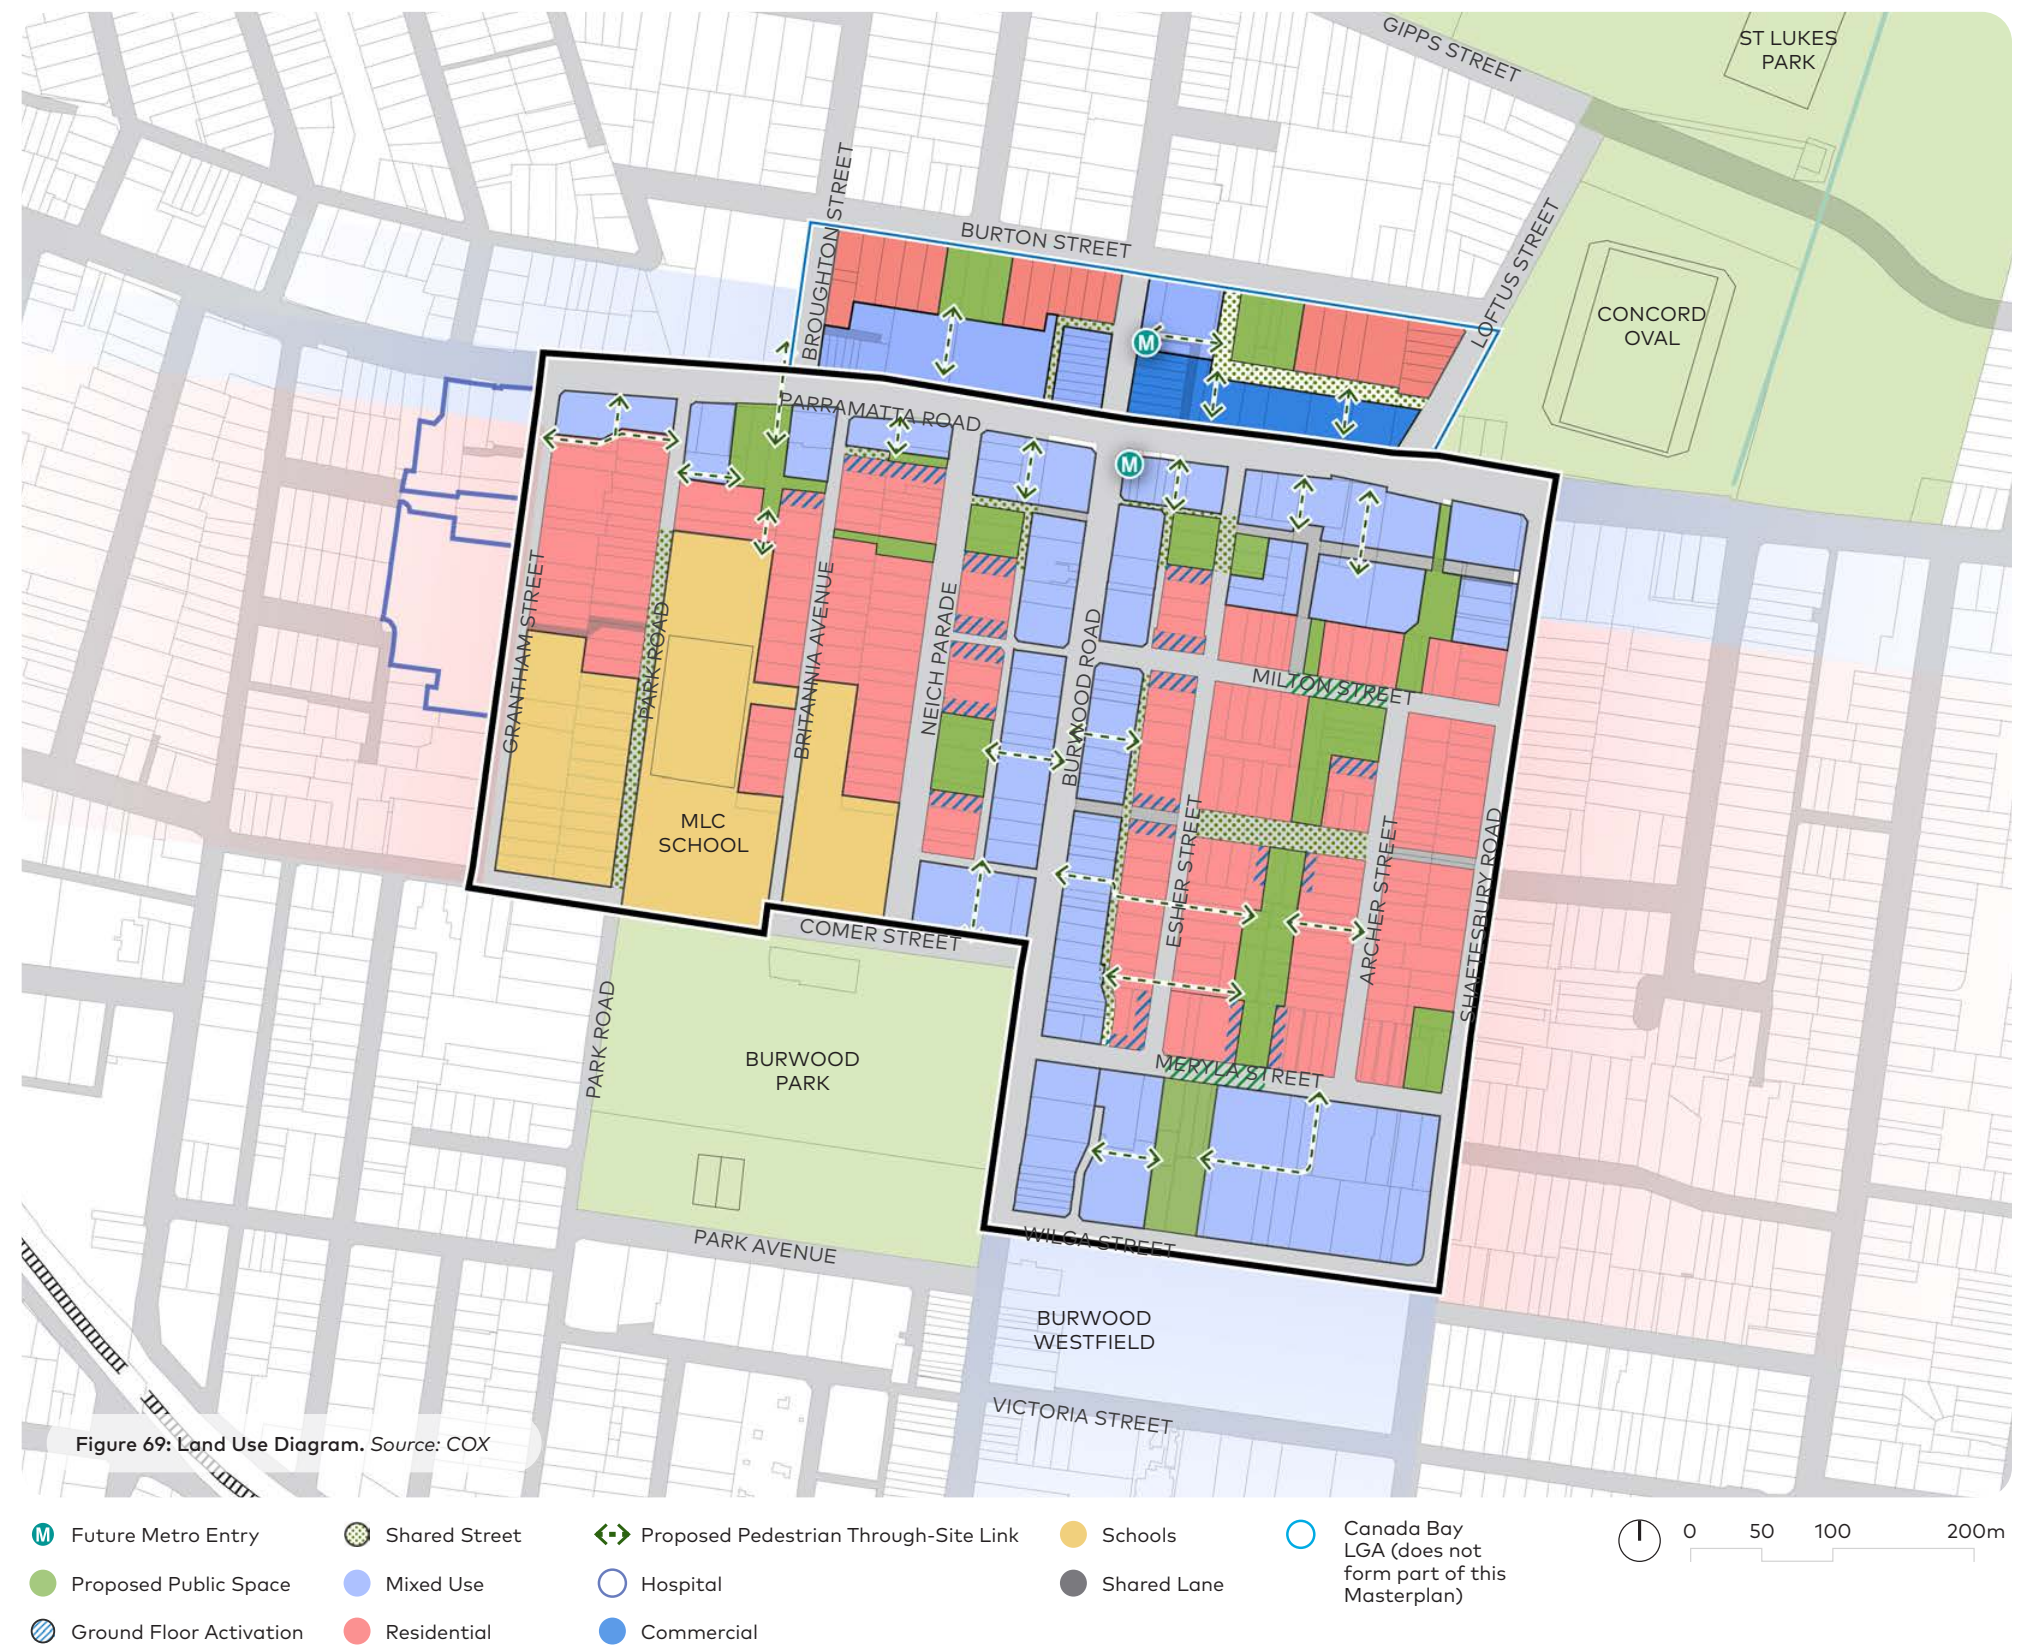 GIPPS STREET
ST LUKES
PARK
BROUGHTON STREET
BURTON STREET
LOFTUS STREET
CONCORD
OVAL
M
PARRAMATTA ROAD
M
GRANTHAM STREET
PARK ROAD
BRITANNIA AVENUE
NEICH PARADE
BURWOOD ROAD
MILTON STREET
MLC
SCHOOL
ESHER STREET
ARCHER STREET
SHAFTESBURY ROAD
COMER STREET
PARK ROAD
BURWOOD
PARK
MERYLA STREET
PARK AVENUE
WILGA STREET
BURWOOD
WESTFIELD
VICTORIA STREET
Figure 69: Land Use Diagram. Source: COX
M Future Metro Entry
Proposed Public Space
Ground Floor Activation
Shared Street
Mixed Use
Residential
Proposed Pedestrian Through-Site Link
Hospital
Commercial
Schools
Shared Lane
Canada Bay
LGA (does not
form part of this
Masterplan)
0 50 100 200m